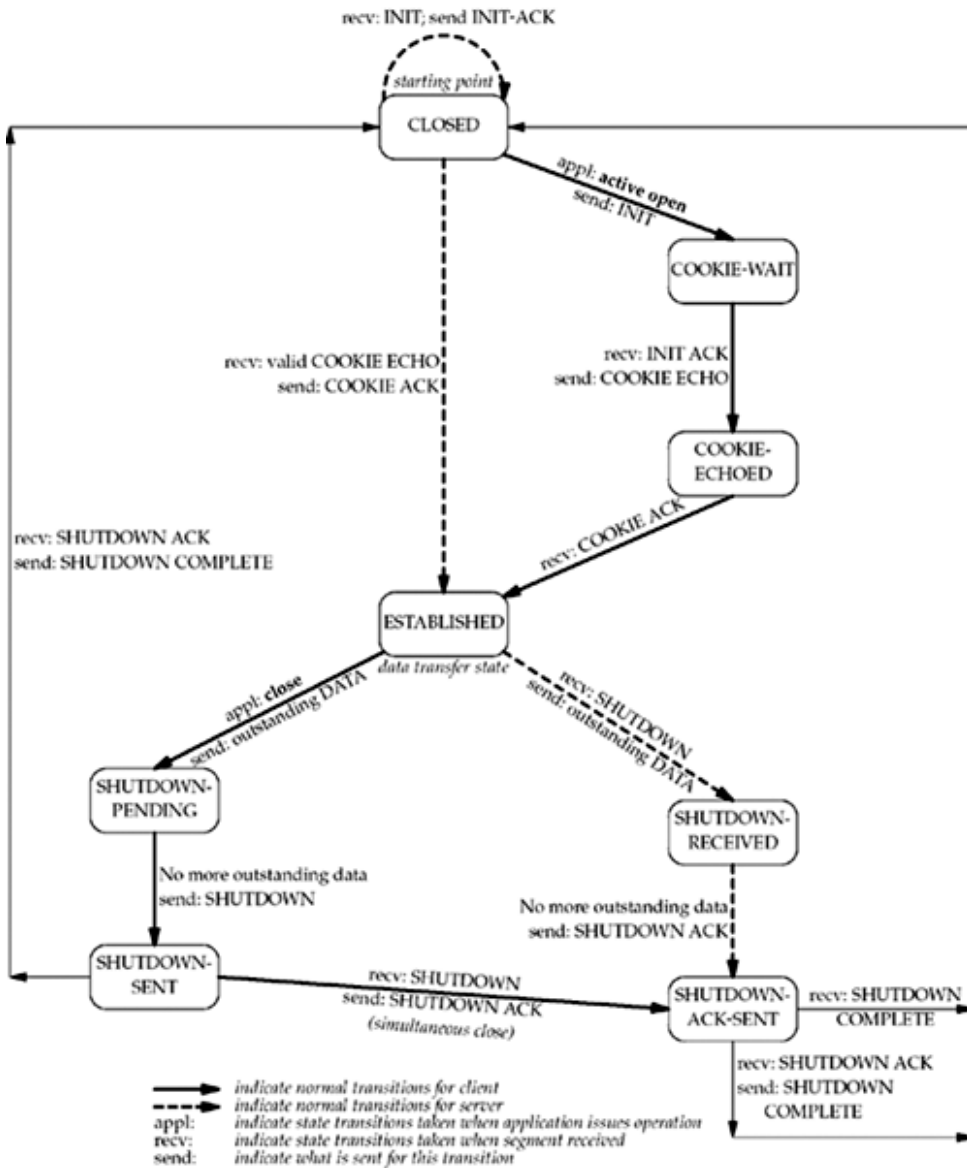 recv: INIT; send INIT-ACK
starting point
CLOSED
appl: active open
send: INIT
COOKIE-WAIT
recv: valid COOKIE ECHO
send: COOKIE ACK
recv: INIT ACK
send: COOKIE ECHO
COOKIE-
ECHOED
recv: SHUTDOWN ACK
send: SHUTDOWN COMPLETE
recv: COOKIE ACK
ESTABLISHED
data transfer state
appl: close
send: outstanding DATA
recv: SHUTDOWN
send: outstanding DATA
SHUTDOWN-
PENDING
SHUTDOWN-
RECEIVED
No more outstanding data
send: SHUTDOWN
No more outstanding data
send: SHUTDOWN ACK
SHUTDOWN-
SENT
recv: SHUTDOWN
send: SHUTDOWN ACK
(simultaneous close)
SHUTDOWN-
ACK-SENT
recv: SHUTDOWN
COMPLETE
recv: SHUTDOWN ACK
send: SHUTDOWN
COMPLETE
indicate normal transitions for client
indicate normal transitions for server
appl: indicate state transitions taken when application issues operation
recv: indicate state transitions taken when segment received
send: indicate what is sent for this transition